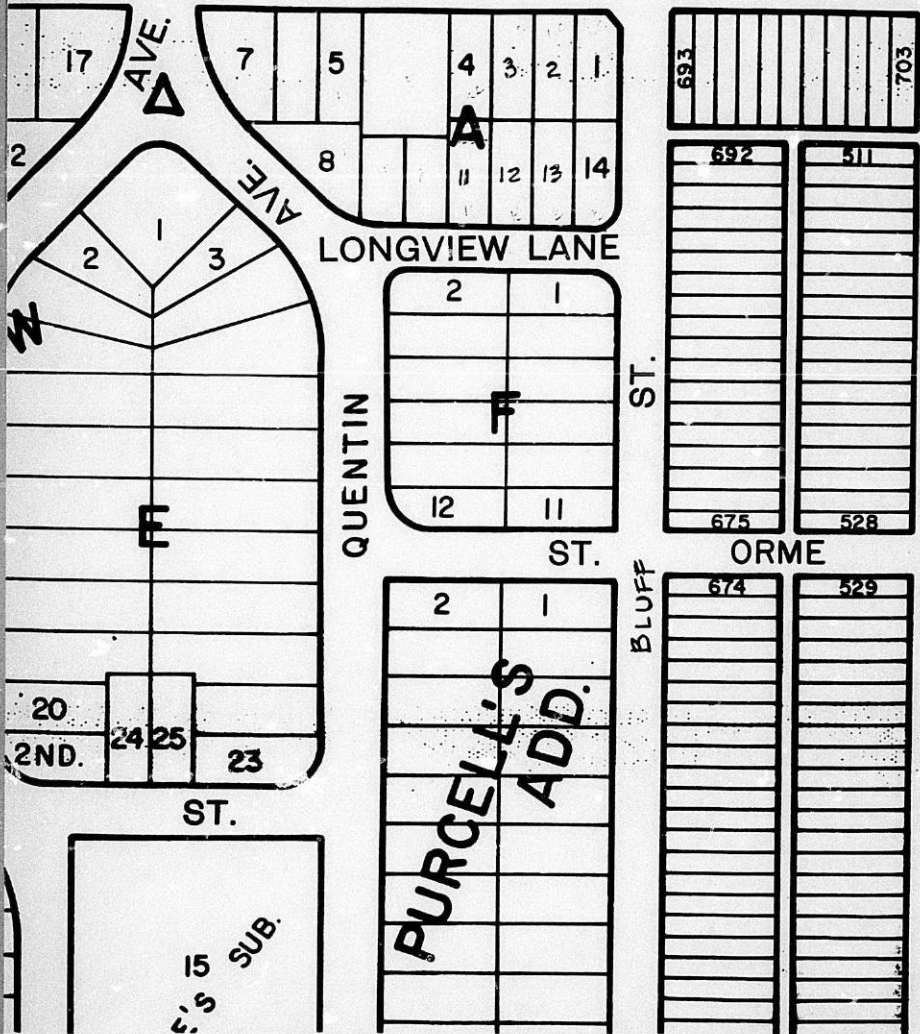 17
AVE.
Δ
7
5
4
3
2
1
A
8
11
12
13
14
2
AVE.
693
703
692
511
1
2
3
W
LONGVIEW LANE
2
1
F
12
11
QUENTIN
ST.
675
528
E
ST.
ORME
BLUFF
674
529
2
1
PURCELL'S
ADD.
20
24
25
2ND.
23
ST.
15
E'S SUB.